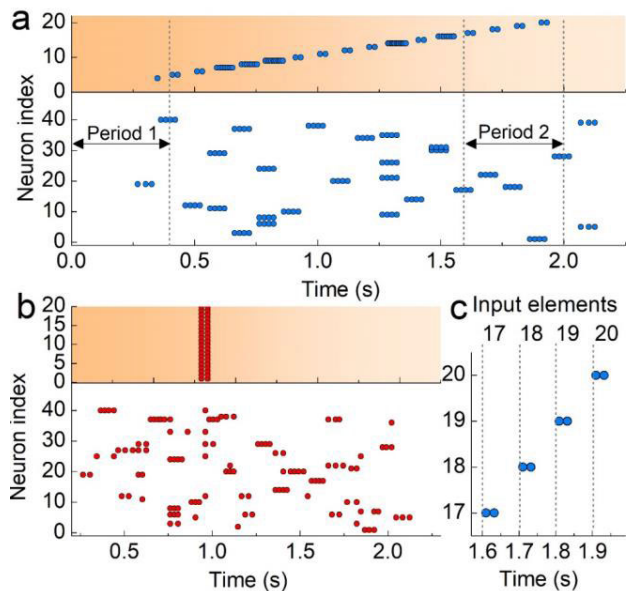 a
20
10
0
Neuron index
40
30
20
10
0
Period 1
Period 2
0.0 0.5 1.0 1.5 2.0
Time (s)
b
20
15
10
5
0
Neuron index
40
30
20
10
0
0.5 1.0 1.5 2.0
Time (s)
c
Input elements
17 18 19 20
20
19
18
17
1.6 1.7 1.8 1.9
Time (s)